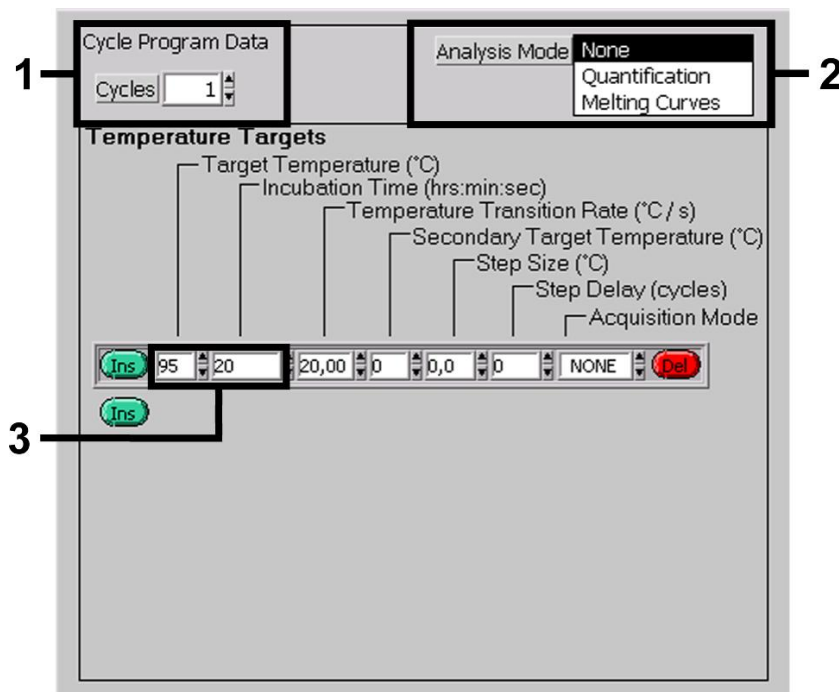 1
Cycle Program Data
Cycles 1
2
Analysis Mode None
Quantification
Melting Curves
Temperature Targets
Target Temperature (°C)
Incubation Time (hrs:min:sec)
Temperature Transition Rate (°C / s)
Secondary Target Temperature (°C)
Step Size (°C)
Step Delay (cycles)
Acquisition Mode
Ins 95 20 20,00 0 0,0 0 NONE Del
Ins
3